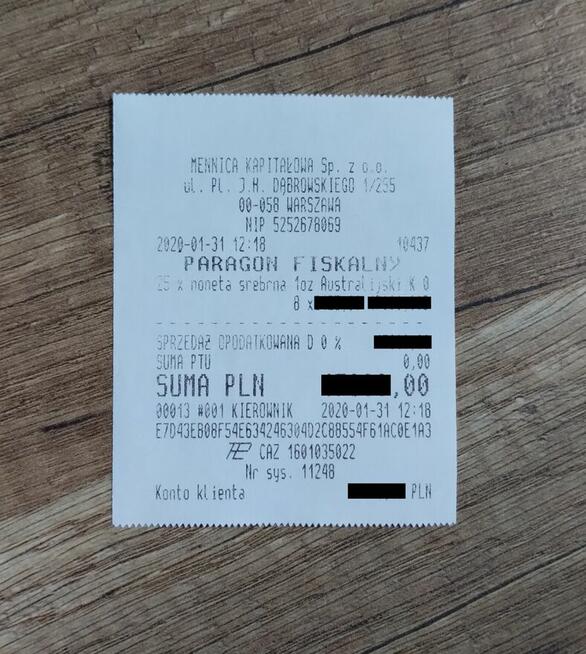 MENNICA KAPITAŁOWA Sp. z o.o.
ul. Pl. J.H. DĄBROWSKIEGO 1/255
00-058 WARSZAWA
NIP 5252678069
2020-01-31 12:18 10437
PARAGON FISKALNY
25 x moneta srebrna 1oz Australijski K 0
8 x
SPRZEDAŻ OPODATKOWANA D 0 %
SUMA PTU 0,00
SUMA PLN ,00
00013 #001 KIEROWNIK 2020-01-31 12:18
E7D43EB08F54E634246304D2C88554F61AC0E1A3
CAZ 1601035022
Nr sys. 11248
Konto klienta PLN